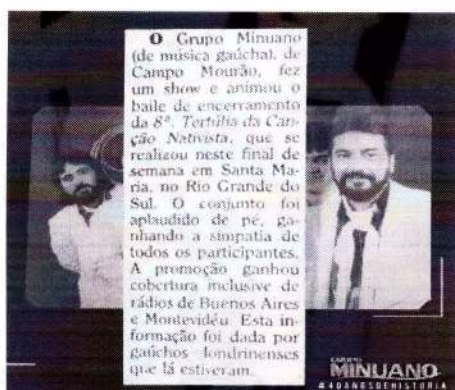 O Grupo Minuano
(de música gaúcha), de
Campo Mourão, fez
um show e animou o
baile de encerramento
da 8ª. Tertúlia da Can-
ção Nativista, que se
realizou neste final de
semana em Santa Ma-
ria, no Rio Grande do
Sul. O conjunto foi
aplaudido de pé, ga-
nhando a simpatia de
todos os participantes.
A promoção ganhou
cobertura inclusive de
rádios de Buenos Aires
e Montevidéu. Esta in-
formação foi dada por
gaúchos londrinenses
que lá estiveram.
GRUPO
MINUANO
#40ANOSDEHISTORIA